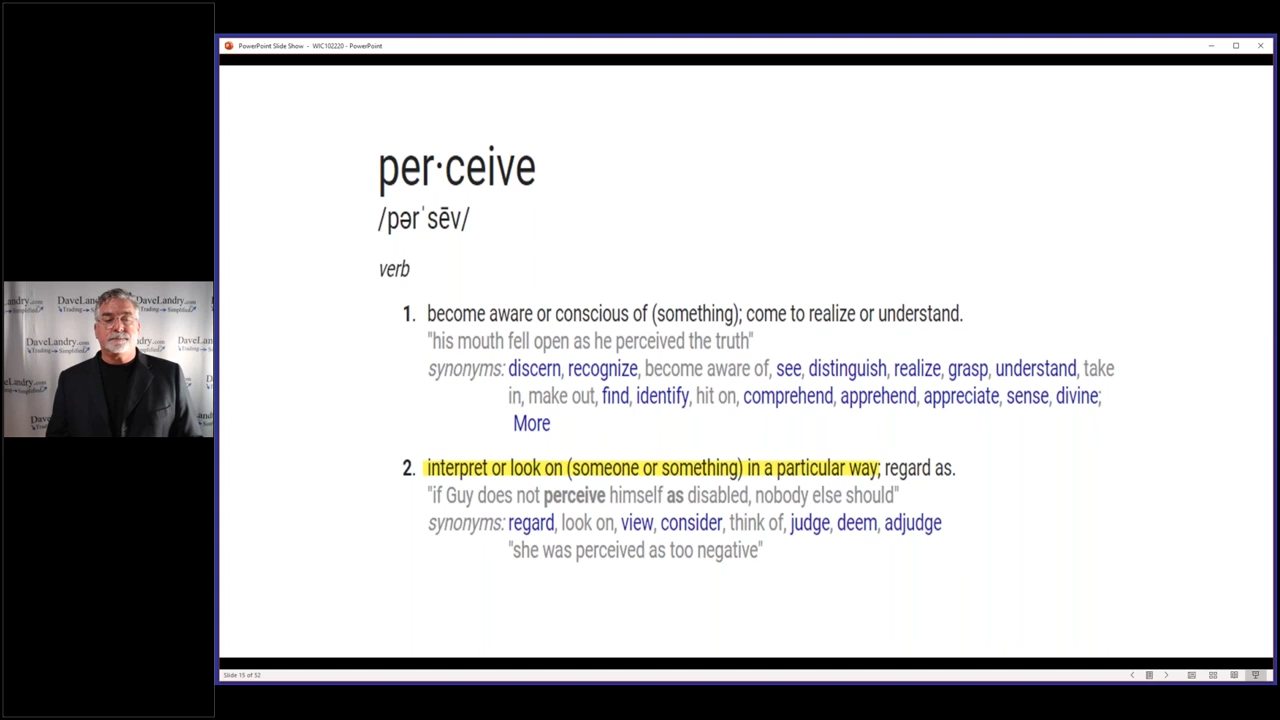 PowerPoint Slide Show - WIC102220 - PowerPoint
per·ceive
/pərˈsēv/
verb
1. become aware or conscious of (something); come to realize or understand.
"his mouth fell open as he perceived the truth"
synonyms: discern, recognize, become aware of, see, distinguish, realize, grasp, understand, take
in, make out, find, identify, hit on, comprehend, apprehend, appreciate, sense, divine;
More
2. interpret or look on (someone or something) in a particular way; regard as.
"if Guy does not perceive himself as disabled, nobody else should"
synonyms: regard, look on, view, consider, think of, judge, deem, adjudge
"she was perceived as too negative"
Slide 15 of 52
DaveLandry.com
Trading Simplified